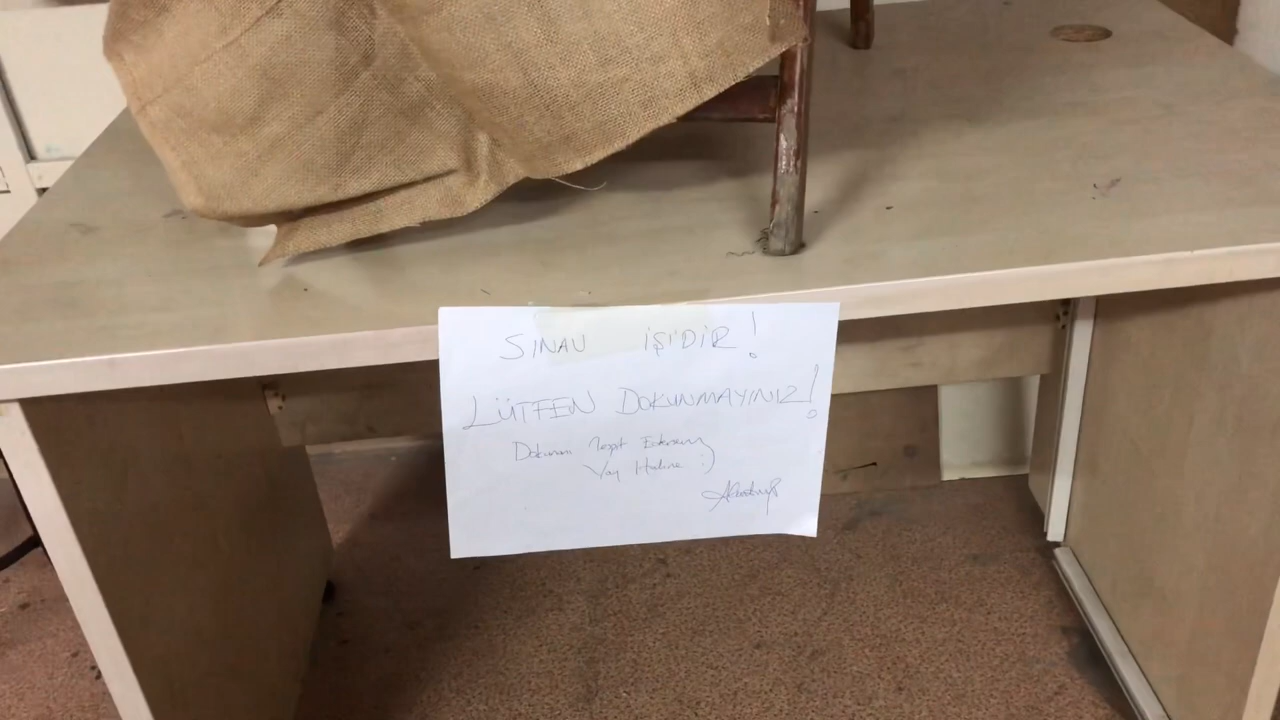 SINAV İŞİDİR!
LÜTFEN DOKUNMAYINIZ!
Dokunanı Tespit Edersem
Vay Haline :)